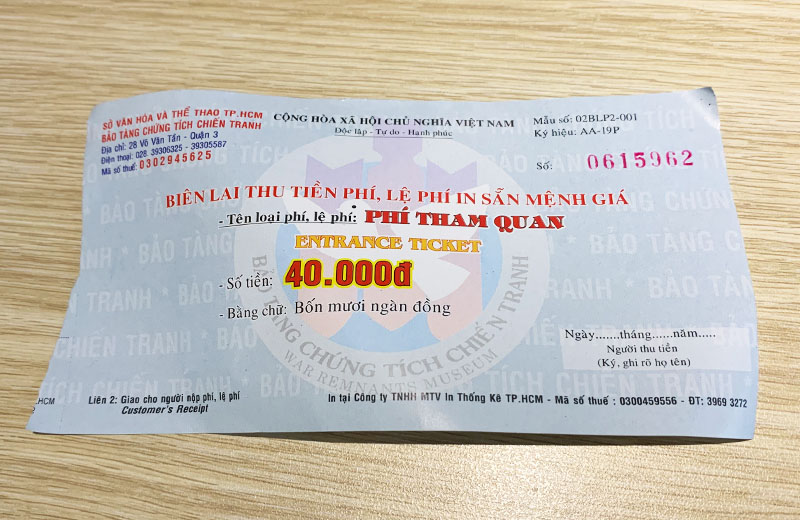 SỞ VĂN HÓA VÀ THỂ THAO TP.HCM
BẢO TÀNG CHỨNG TÍCH CHIẾN TRANH
Địa chỉ: 28 Võ Văn Tần - Quận 3
Điện thoại: 028. 39306325 - 39305587
Mã số thuế: 0302945625
CỘNG HÒA XÃ HỘI CHỦ NGHĨA VIỆT NAM
Độc lập - Tự do - Hạnh phúc
Mẫu số: 02BLP2-001
Ký hiệu: AA-19P
Số: 0615962
BIÊN LAI THU TIỀN PHÍ, LỆ PHÍ IN SẴN MỆNH GIÁ
- Tên loại phí, lệ phí: PHÍ THAM QUAN
ENTRANCE TICKET
- Số tiền: 40.000đ
- Bằng chữ: Bốn mươi ngàn đồng
BẢO TÀNG CHỨNG TÍCH CHIẾN TRANH
WAR REMNANTS MUSEUM
Ngày.......tháng......năm.....
Người thu tiền
(Ký, ghi rõ họ tên)
.HCM
Liên 2: Giao cho người nộp phí, lệ phí
Customer's Receipt
In tại Công ty TNHH MTV In Thống Kê TP.HCM - Mã số thuế : 0300459556 - ĐT: 3969 3272